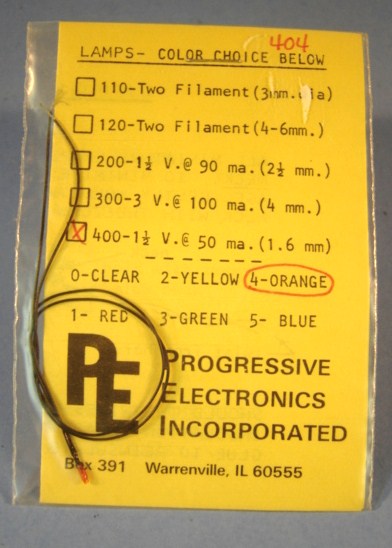 404
LAMPS- COLOR CHOICE BELOW
110-Two Filament(3mm.dia)
120-Two Filament(4-6mm.)
200-1½ V.@ 90 ma.(2½ mm.)
300-3 V.@ 100 ma.(4 mm.)
X 400-1½ V.@ 50 ma.(1.6 mm)
0-CLEAR 2-YELLOW 4-ORANGE
1- RED 3-GREEN 5- BLUE
PE
PROGRESSIVE
ELECTRONICS
INCORPORATED
Box 391 Warrenville, IL 60555